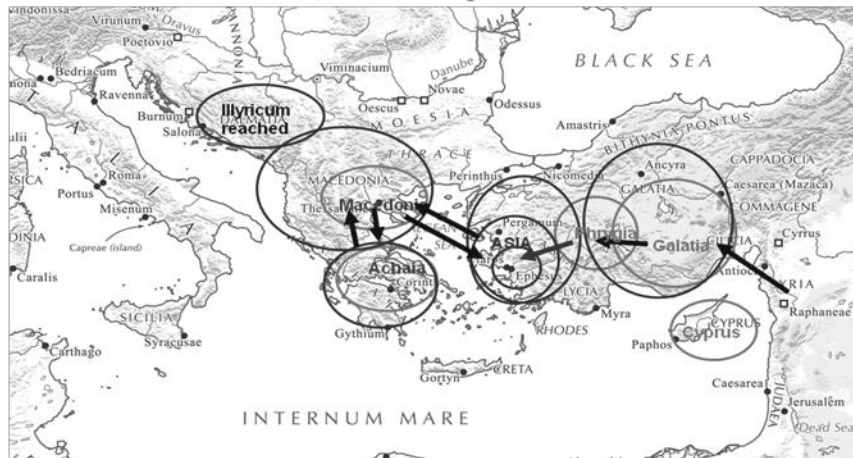 Vindonissa
Virunum
Dravus
Poetovio
PANNONIA
Viminacium
Danube
BLACK SEA
Bedriacum
Ravenna
Burnum
Illyricum
reached
DALMATIA
Salona
Oescus
Novae
Odessus
MOESIA
Amastris
BITHYNIA PONTUS
ITALIA
THRACE
Perinthus
Nicomedia
Ancyra
CAPPADOCIA
GALATIA
Caesarea (Mazaca)
Roma
Portus
Misenum
MACEDONIA
Macedonia
Pergamum
ASIA
Phrygia
Galatia
COMMAGENE
Cyrrus
CILICIA
Capreae (island)
SEA
Achaia
Corinth
Ephesus
LYCIA
Antioch
SYRIA
Raphaneae
Caralis
SICILIA
Syracusae
Gythium
RHODES
Myra
CYPRUS
Cyprus
Paphos
Carthago
Gortyn
CRETA
Caesarea
JUDAEA
Jerusalem
Dead Sea
INTERNUM MARE